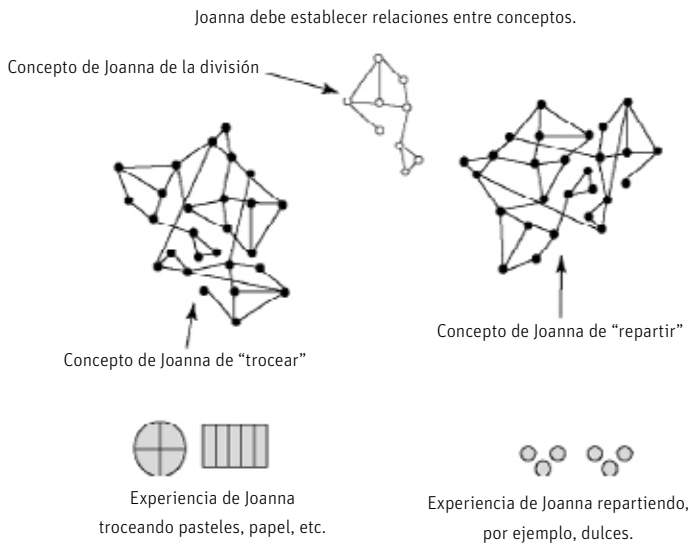 Joanna debe establecer relaciones entre conceptos.
Concepto de Joanna de la división
Concepto de Joanna de “repartir”
Concepto de Joanna de “trocear”
Experiencia de Joanna
troceando pasteles, papel, etc.
Experiencia de Joanna repartiendo,
por ejemplo, dulces.